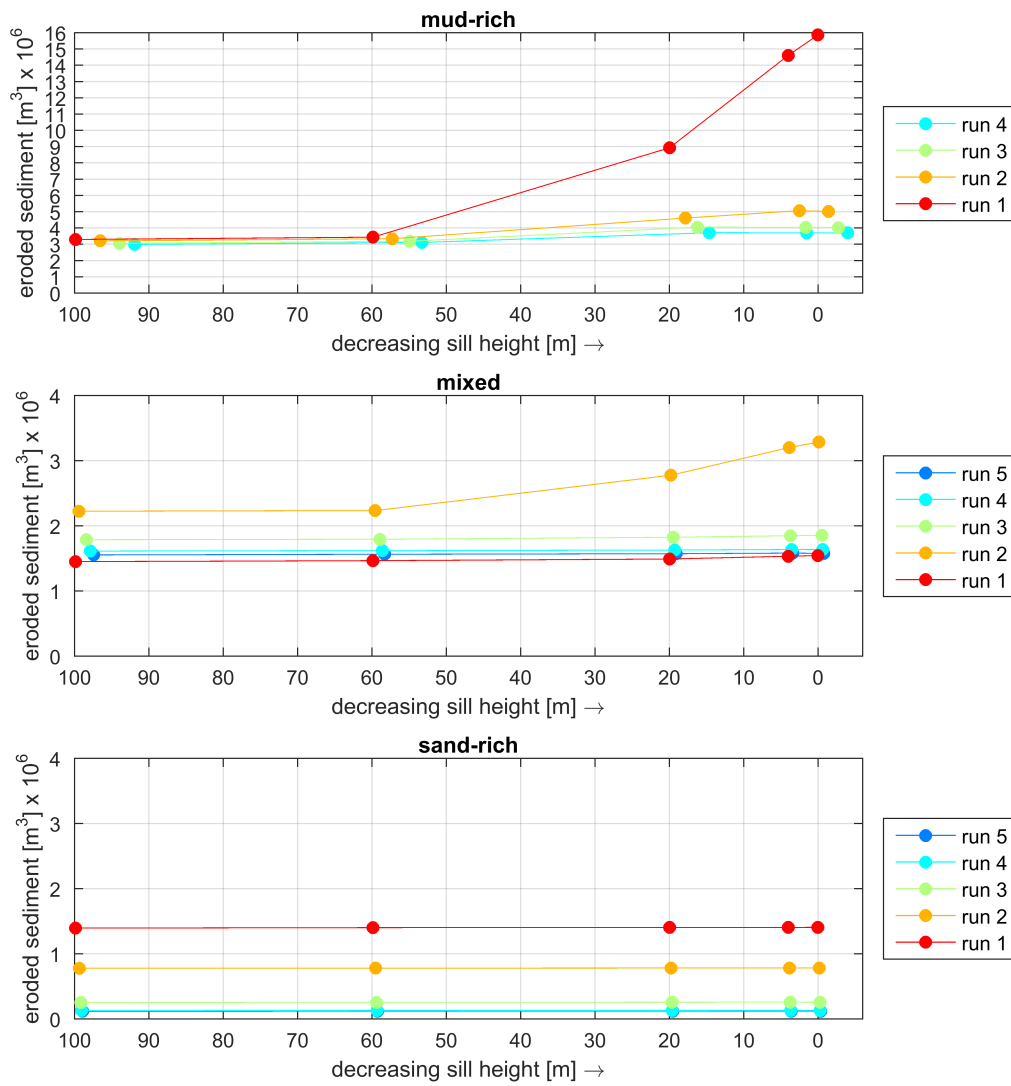 mud-rich
eroded sediment [m³] x 10⁶
16
15
14
13
12
11
10
9
8
7
6
5
4
3
2
1
0
100 90 80 70 60 50 40 30 20 10 0
decreasing sill height [m] →
run 4
run 3
run 2
run 1
mixed
eroded sediment [m³] x 10⁶
4
3
2
1
0
100 90 80 70 60 50 40 30 20 10 0
decreasing sill height [m] →
run 5
run 4
run 3
run 2
run 1
sand-rich
eroded sediment [m³] x 10⁶
4
3
2
1
0
100 90 80 70 60 50 40 30 20 10 0
decreasing sill height [m] →
run 5
run 4
run 3
run 2
run 1